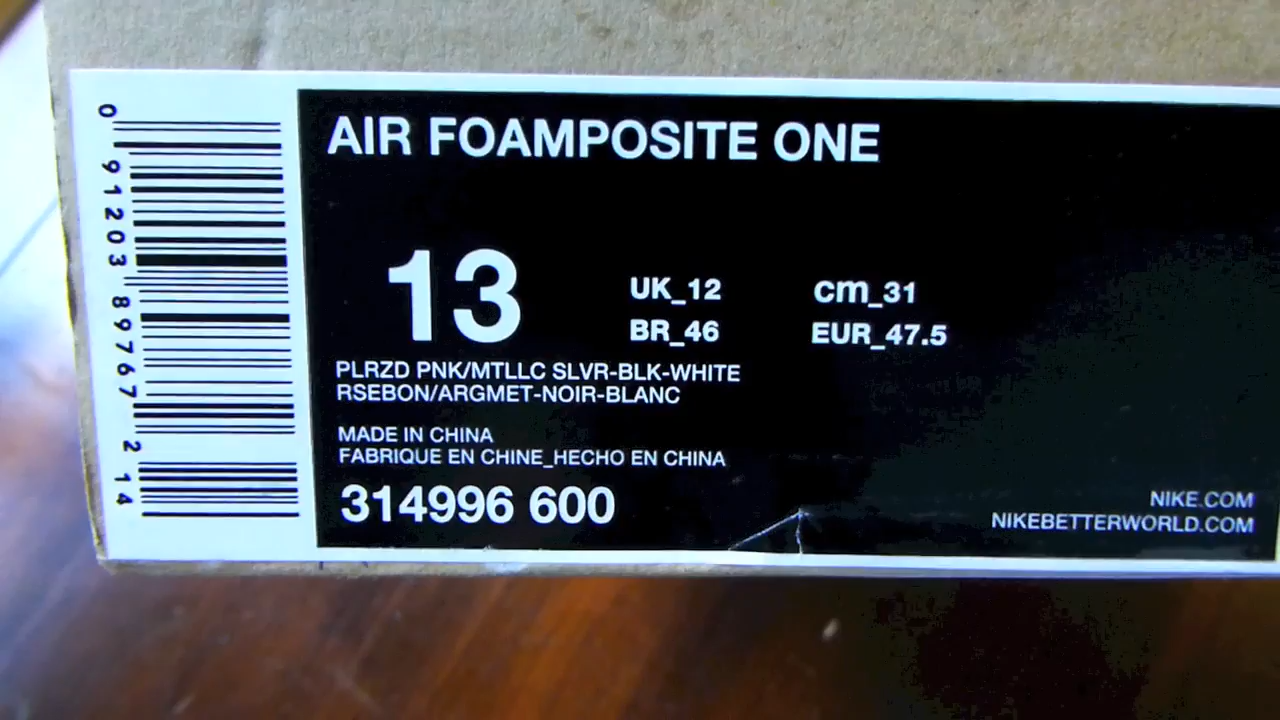 AIR FOAMPOSITE ONE
13
UK_12 cm_31
BR_46 EUR_47.5
PLRZD PNK/MTLLC SLVR-BLK-WHITE
RSEBON/ARGMET-NOIR-BLANC
MADE IN CHINA
FABRIQUE EN CHINE_HECHO EN CHINA
314996 600
NIKE.COM
NIKEBETTERWORLD.COM
0 91203 89767 2 14